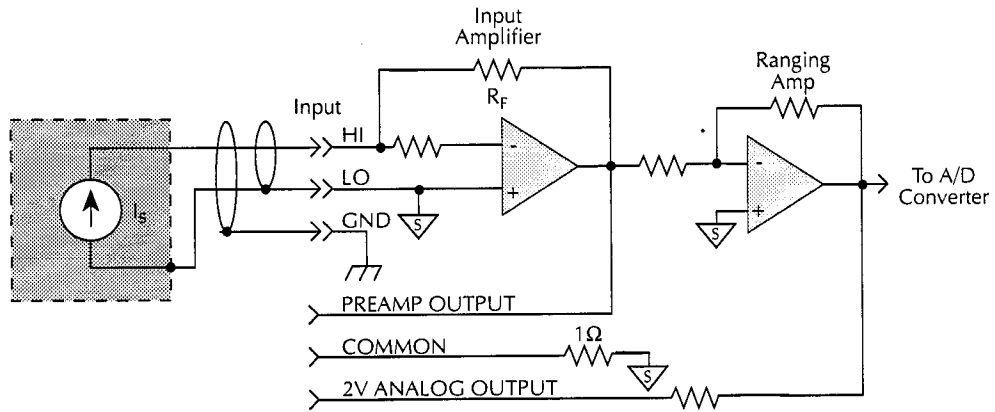 Input
Amplifier
Ranging
Amp
R_F
Input
HI
-
-
I_S
LO
+
S
To A/D
Converter
GND
S
+
PREAMP OUTPUT
1Ω
COMMON
S
2V ANALOG OUTPUT